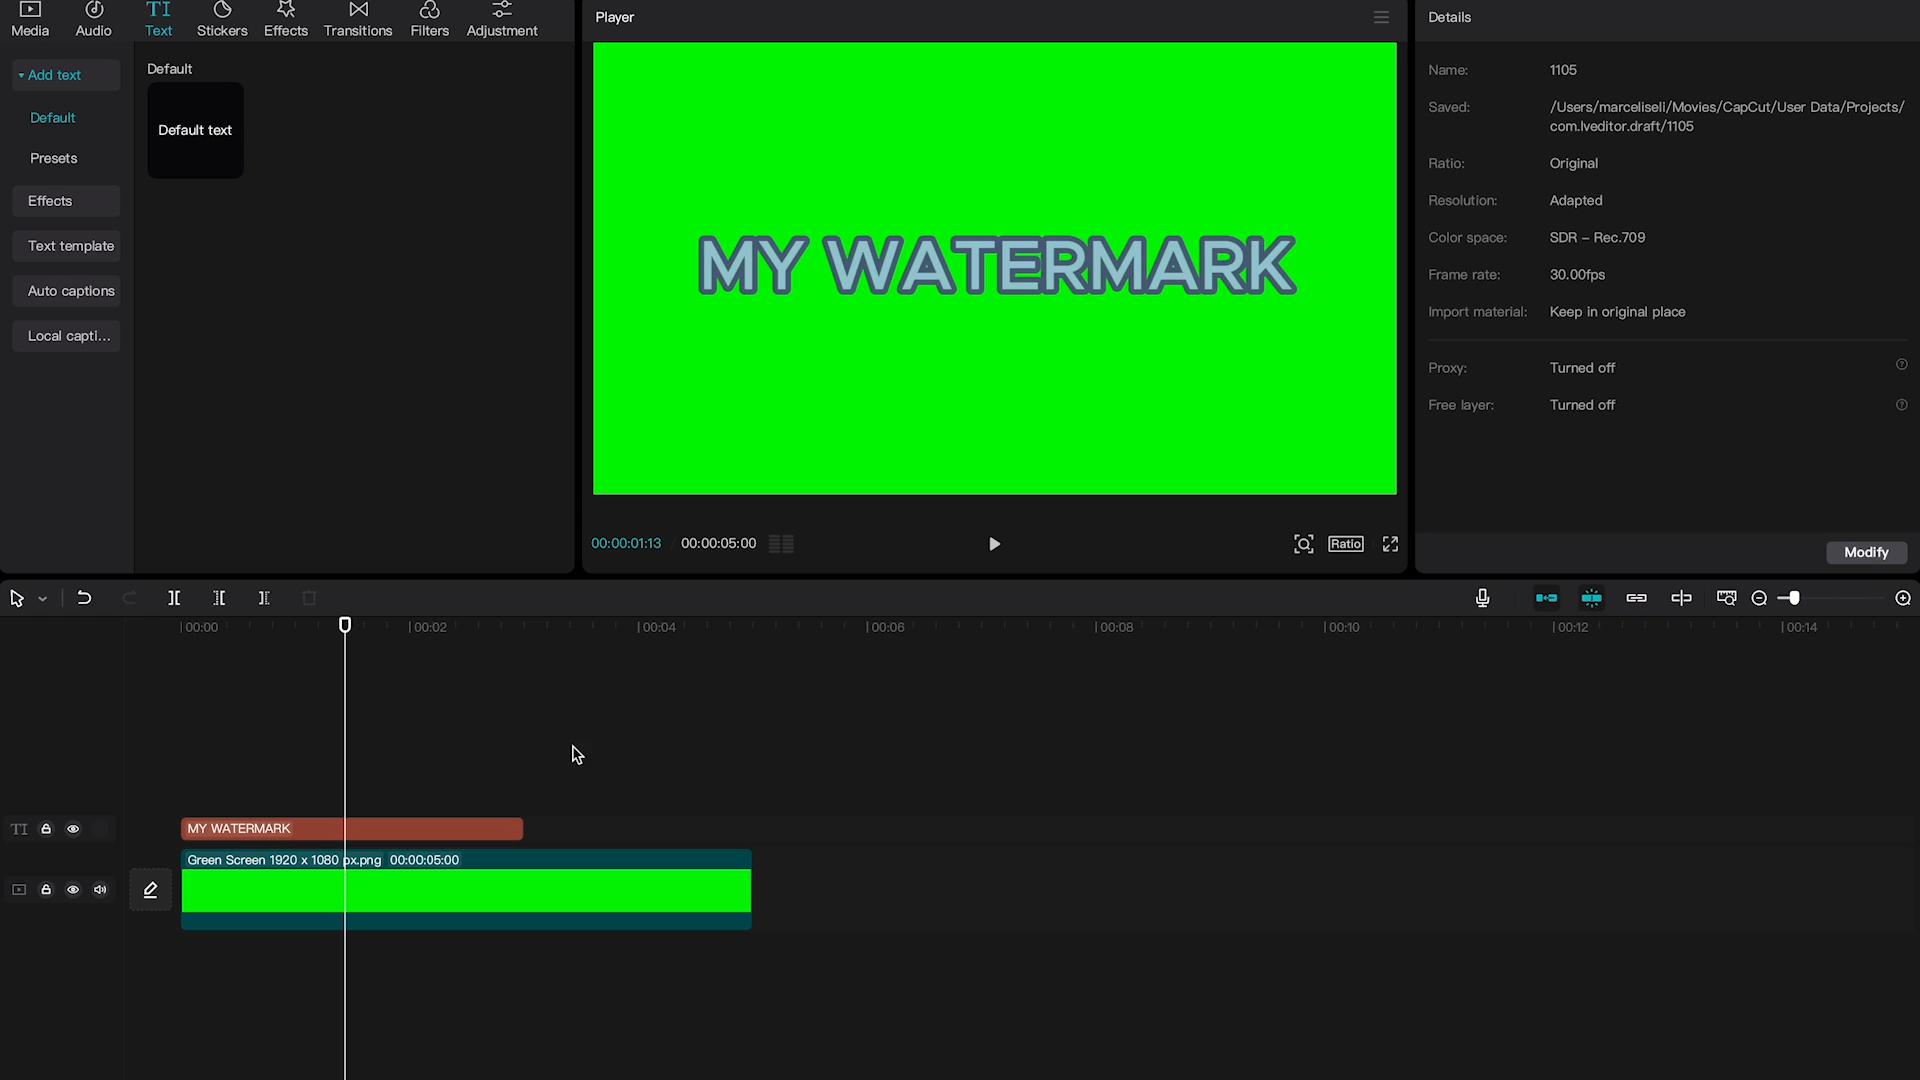 Media Audio Text Stickers Effects Transitions Filters Adjustment
Add text
Default
Presets
Effects
Text template
Auto captions
Local capti...
Default
Default text
Player
MY WATERMARK
00:00:01:13 / 00:00:05:00
Ratio
Details
Name: 1105
Saved: /Users/marceliseli/Movies/CapCut/User Data/Projects/
com.lveditor.draft/1105
Ratio: Original
Resolution: Adapted
Color space: SDR – Rec.709
Frame rate: 30.00fps
Import material: Keep in original place
Proxy: Turned off
Free layer: Turned off
Modify
00:00 00:02 00:04 00:06 00:08 00:10 00:12 00:14
TI MY WATERMARK
Green Screen 1920 x 1080 px.png 00:00:05:00